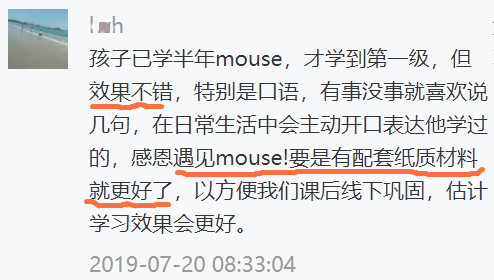 孩子已学半年mouse，才学到第一级，但
效果不错，特别是口语，有事没事就喜欢说
几句，在日常生活中会主动开口表达他学过
的，感恩遇见mouse!要是有配套纸质材料
就更好了，以方便我们课后线下巩固，估计
学习效果会更好。
2019-07-20 08:33:04